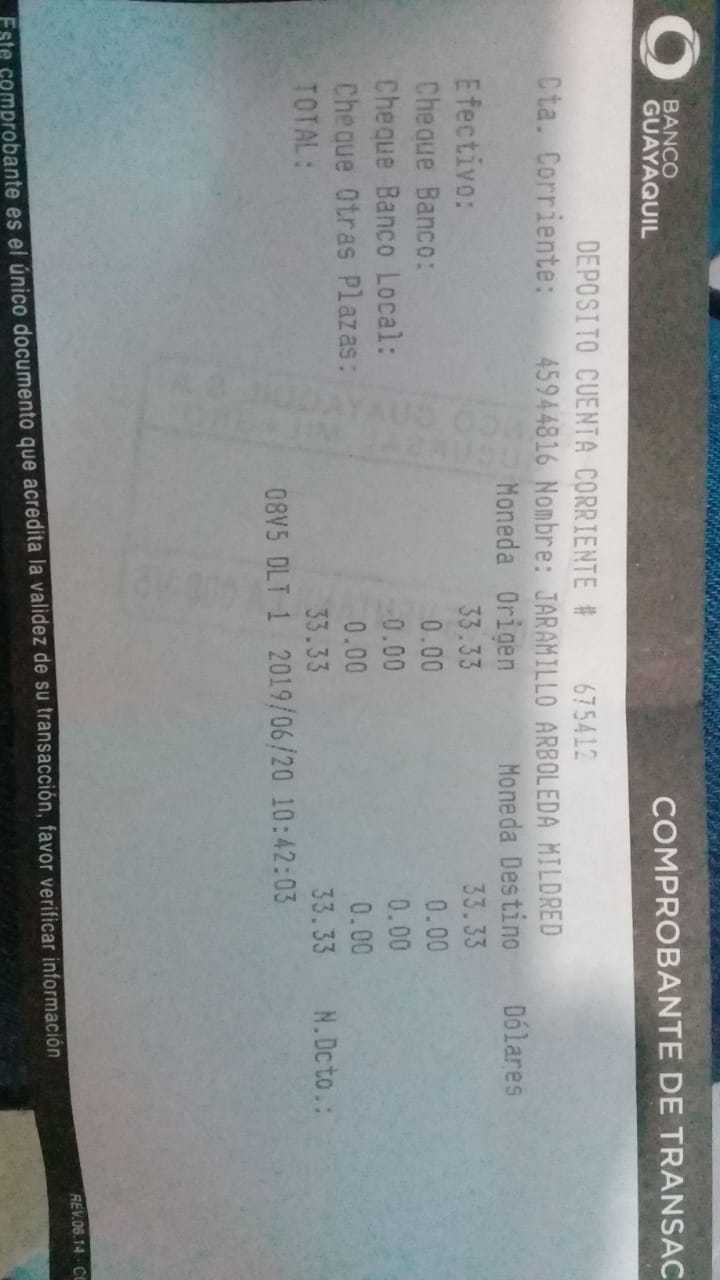 BANCO
GUAYAQUIL
COMPROBANTE DE TRANSAC
DEPOSITO CUENTA CORRIENTE # 675412
Cta. Corriente: 45944816 Nombre: JARAMILLO ARBOLEDA MILDRED
Moneda Origen Moneda Destino Dólares
Efectivo: 33.33 33.33
Cheque Banco: 0.00 0.00
Cheque Banco Local: 0.00 0.00
Cheque Otras Plazas: 0.00 0.00
TOTAL: 33.33 33.33 N.Dcto.:
08V5 DLT 1 2019/06/20 10:42:03
REV.06.14 - CO
Este comprobante es el único documento que acredita la validez de su transacción, favor verificar información